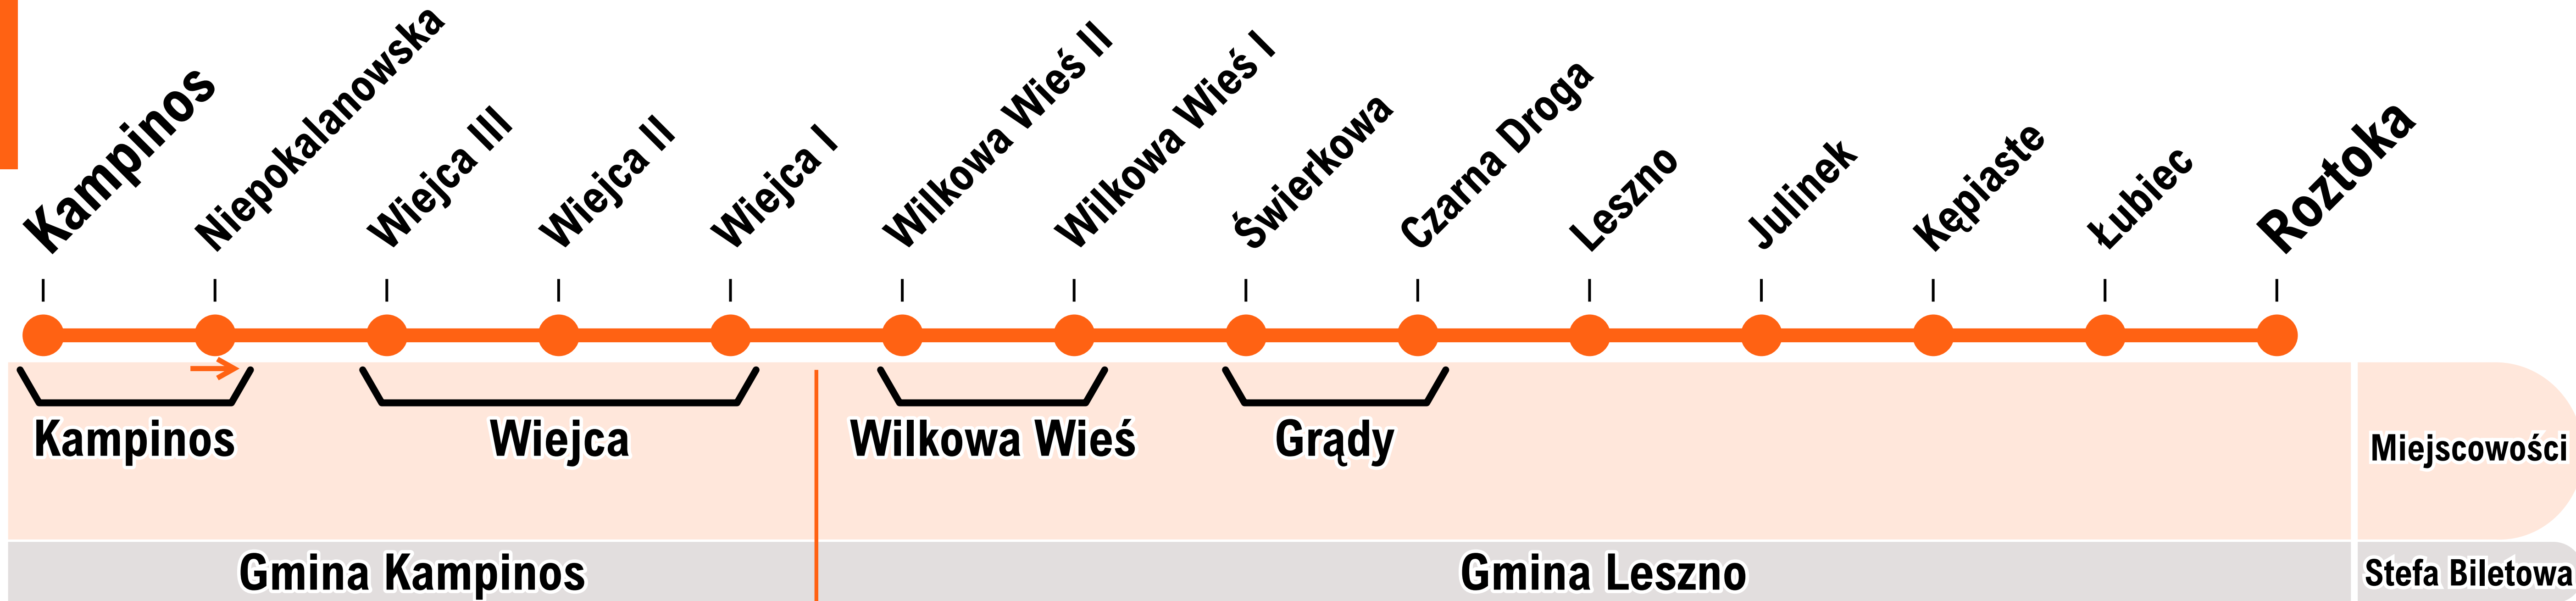 Kampinos
Niepokalanowska
Wiejca III
Wiejca II
Wiejca I
Wilkowa Wieś II
Wilkowa Wieś I
Świerkowa
Czarna Droga
Leszno
Julinek
Kępiaste
Łubiec
Roztoka
Kampinos
Wiejca
Wilkowa Wieś
Grądy
Miejscowości
Gmina Kampinos
Gmina Leszno
Stefa Biletowa